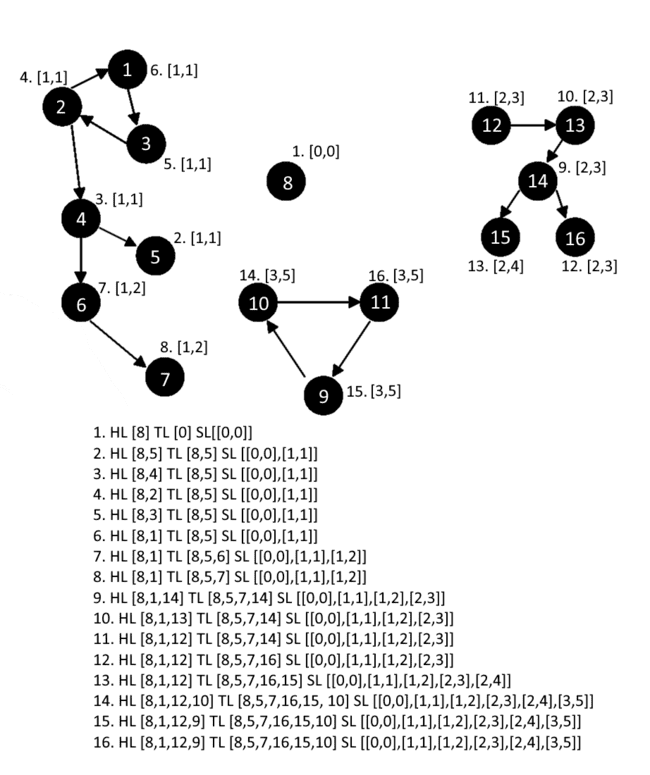 4. [1,1]
1
6. [1,1]
2
3
5. [1,1]
3. [1,1]
4
2. [1,1]
5
7. [1,2]
6
8. [1,2]
7
1. [0,0]
8
11. [2,3]
10. [2,3]
12
13
9. [2,3]
14
15
16
13. [2,4]
12. [2,3]
14. [3,5]
16. [3,5]
10
11
9
15. [3,5]
1. HL [8] TL [0] SL[[0,0]]
2. HL [8,5] TL [8,5] SL [[0,0],[1,1]]
3. HL [8,4] TL [8,5] SL [[0,0],[1,1]]
4. HL [8,2] TL [8,5] SL [[0,0],[1,1]]
5. HL [8,3] TL [8,5] SL [[0,0],[1,1]]
6. HL [8,1] TL [8,5] SL [[0,0],[1,1]]
7. HL [8,1] TL [8,5,6] SL [[0,0],[1,1],[1,2]]
8. HL [8,1] TL [8,5,7] SL [[0,0],[1,1],[1,2]]
9. HL [8,1,14] TL [8,5,7,14] SL [[0,0],[1,1],[1,2],[2,3]]
10. HL [8,1,13] TL [8,5,7,14] SL [[0,0],[1,1],[1,2],[2,3]]
11. HL [8,1,12] TL [8,5,7,14] SL [[0,0],[1,1],[1,2],[2,3]]
12. HL [8,1,12] TL [8,5,7,16] SL [[0,0],[1,1],[1,2],[2,3]]
13. HL [8,1,12] TL [8,5,7,16,15] SL [[0,0],[1,1],[1,2],[2,3],[2,4]]
14. HL [8,1,12,10] TL [8,5,7,16,15, 10] SL [[0,0],[1,1],[1,2],[2,3],[2,4],[3,5]]
15. HL [8,1,12,9] TL [8,5,7,16,15,10] SL [[0,0],[1,1],[1,2],[2,3],[2,4],[3,5]]
16. HL [8,1,12,9] TL [8,5,7,16,15,10] SL [[0,0],[1,1],[1,2],[2,3],[2,4],[3,5]]